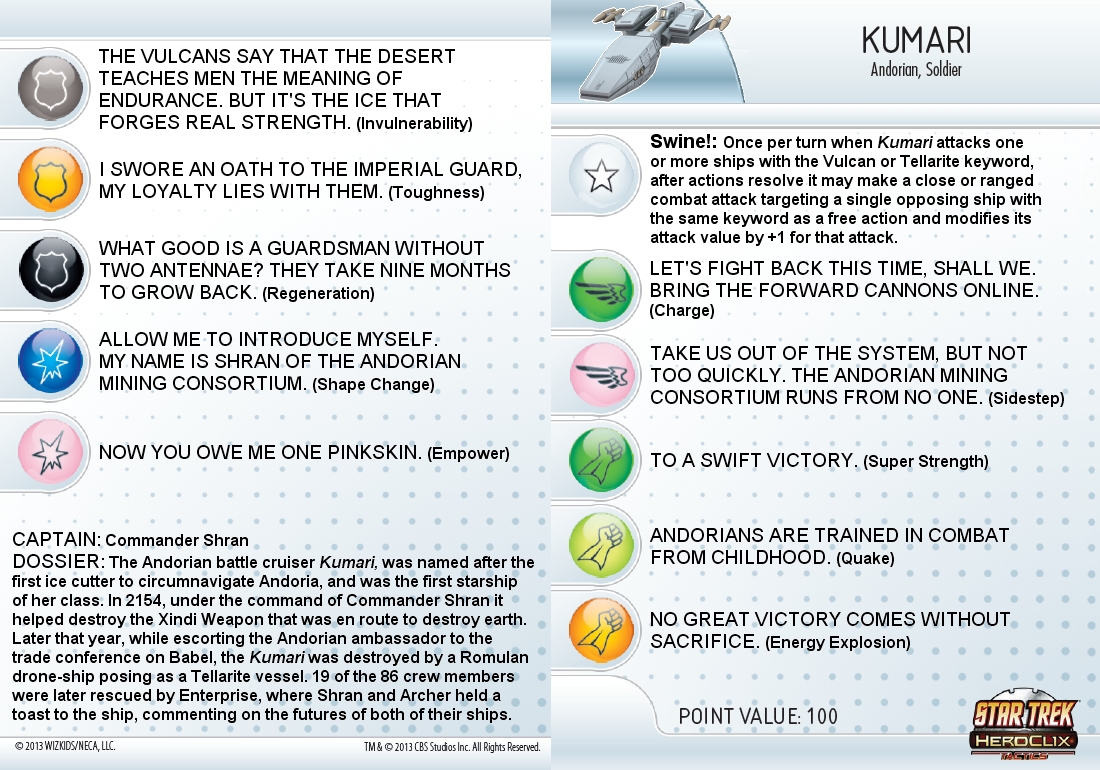 THE VULCANS SAY THAT THE DESERT
TEACHES MEN THE MEANING OF
ENDURANCE. BUT IT'S THE ICE THAT
FORGES REAL STRENGTH. (Invulnerability)
I SWORE AN OATH TO THE IMPERIAL GUARD,
MY LOYALTY LIES WITH THEM. (Toughness)
WHAT GOOD IS A GUARDSMAN WITHOUT
TWO ANTENNAE? THEY TAKE NINE MONTHS
TO GROW BACK. (Regeneration)
ALLOW ME TO INTRODUCE MYSELF.
MY NAME IS SHRAN OF THE ANDORIAN
MINING CONSORTIUM. (Shape Change)
NOW YOU OWE ME ONE PINKSKIN. (Empower)
CAPTAIN: Commander Shran
DOSSIER: The Andorian battle cruiser Kumari, was named after the
first ice cutter to circumnavigate Andoria, and was the first starship
of her class. In 2154, under the command of Commander Shran it
helped destroy the Xindi Weapon that was en route to destroy earth.
Later that year, while escorting the Andorian ambassador to the
trade conference on Babel, the Kumari was destroyed by a Romulan
drone-ship posing as a Tellarite vessel. 19 of the 86 crew members
were later rescued by Enterprise, where Shran and Archer held a
toast to the ship, commenting on the futures of both of their ships.
© 2013 WIZKIDS/NECA, LLC.
TM & © 2013 CBS Studios Inc. All Rights Reserved.
KUMARI
Andorian, Soldier
Swine!: Once per turn when Kumari attacks one
or more ships with the Vulcan or Tellarite keyword,
after actions resolve it may make a close or ranged
combat attack targeting a single opposing ship with
the same keyword as a free action and modifies its
attack value by +1 for that attack.
LET'S FIGHT BACK THIS TIME, SHALL WE.
BRING THE FORWARD CANNONS ONLINE.
(Charge)
TAKE US OUT OF THE SYSTEM, BUT NOT
TOO QUICKLY. THE ANDORIAN MINING
CONSORTIUM RUNS FROM NO ONE. (Sidestep)
TO A SWIFT VICTORY. (Super Strength)
ANDORIANS ARE TRAINED IN COMBAT
FROM CHILDHOOD. (Quake)
NO GREAT VICTORY COMES WITHOUT
SACRIFICE. (Energy Explosion)
POINT VALUE: 100
STAR TREK
HEROCLIX
TACTICS